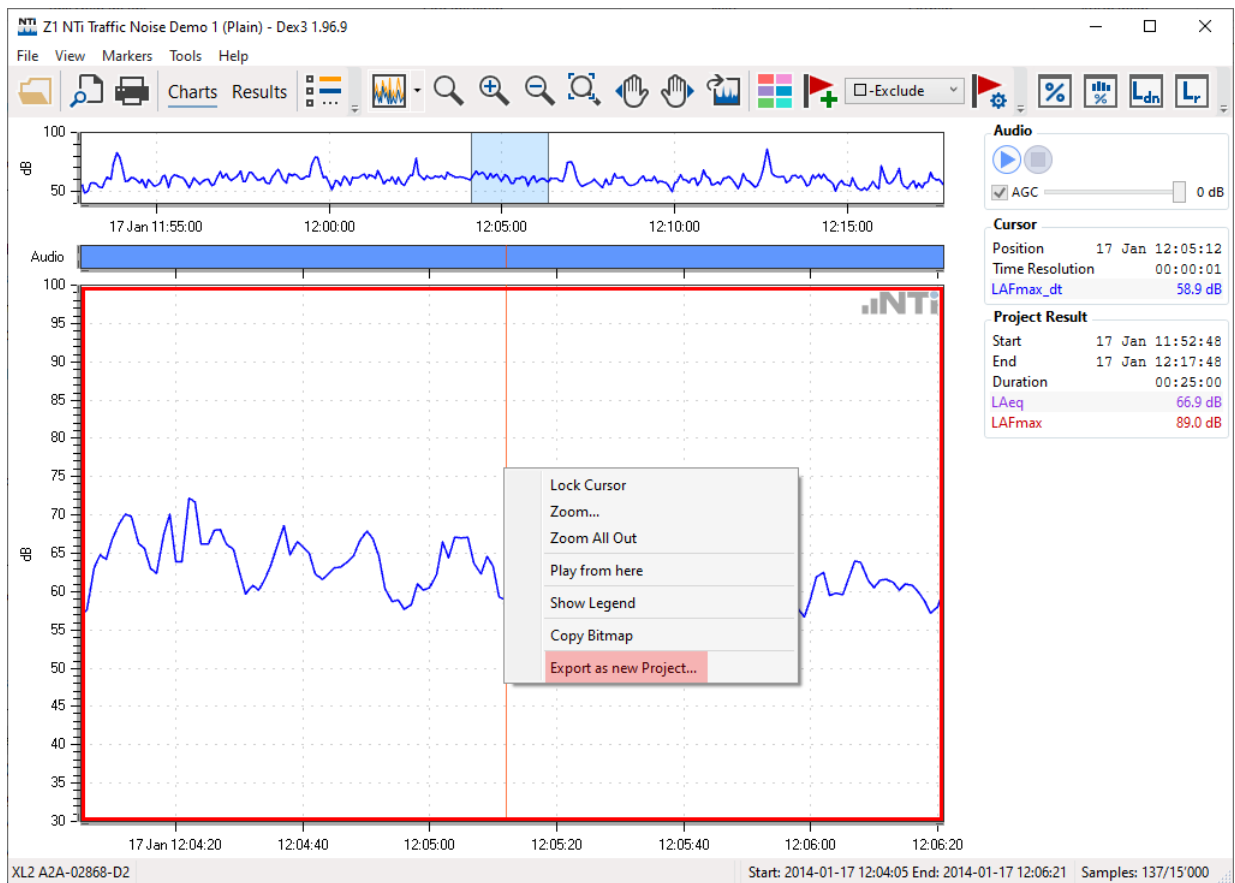 NTi Z1 NTi Traffic Noise Demo 1 (Plain) - Dex3 1.96.9
File View Markers Tools Help
Charts Results % □-Exclude % % Ldn Lr
100
dB
50
17 Jan 11:55:00 12:00:00 12:05:00 12:10:00 12:15:00
Audio
100
95
90
85
80
75
70
dB
65
60
55
50
45
40
35
30
NTi
17 Jan 12:04:20 12:04:40 12:05:00 12:05:20 12:05:40 12:06:00 12:06:20
Lock Cursor
Zoom...
Zoom All Out
Play from here
Show Legend
Copy Bitmap
Export as new Project...
Audio
AGC 0 dB
Cursor
Position 17 Jan 12:05:12
Time Resolution 00:00:01
LAFmax_dt 58.9 dB
Project Result
Start 17 Jan 11:52:48
End 17 Jan 12:17:48
Duration 00:25:00
LAeq 66.9 dB
LAFmax 89.0 dB
XL2 A2A-02868-D2 Start: 2014-01-17 12:04:05 End: 2014-01-17 12:06:21 Samples: 137/15'000